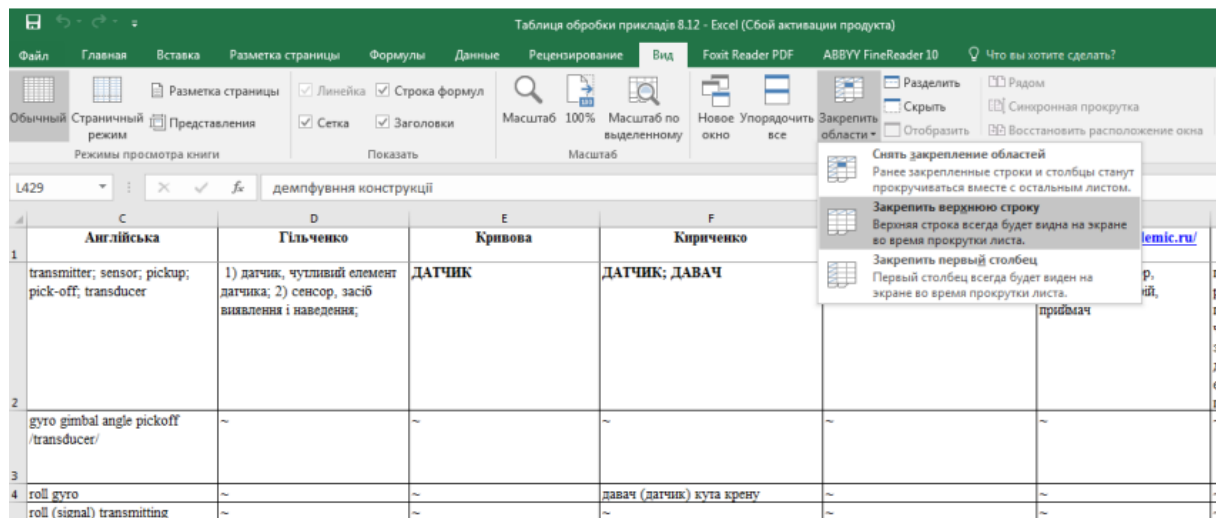 Таблиця обробки прикладів 8.12 - Excel (Сбой активации продукта)
Файл Главная Вставка Разметка страницы Формулы Данные Рецензирование Вид Foxit Reader PDF ABBYY FineReader 10 Что вы хотите сделать?
Обычный Страничный режим Разметка страницы Представления
Линейка Строка формул
Сетка Заголовки
Масштаб 100% Масштаб по выделенному
Новое окно Упорядочить все Закрепить области
Разделить
Скрыть
Отобразить
Рядом
Синхронная прокрутка
Восстановить расположение окна
Режимы просмотра книги Показать Масштаб
Снять закрепление областей
Ранее закрепленные строки и столбцы станут
прокручиваться вместе с остальным листом.
Закрепить верхнюю строку
Верхняя строка всегда будет видна на экране
во время прокрутки листа.
Закрепить первый столбец
Первый столбец всегда будет виден на
экране во время прокрутки листа.
L429 fx демпфувння конструкції
C D E F
1 Англійська Гільченко Кривова Кириченко emic.ru/
transmitter; sensor; pickup;
pick-off; transducer
1) датчик, чутливий елемент
датчика; 2) сенсор, засіб
виявлення і наведення;
ДАТЧИК
ДАТЧИК; ДАВАЧ
приймач
2
gyro gimbal angle pickoff
/transducer/
~ ~ ~ ~ ~
3
4 roll gyro ~ ~ давач (датчик) кута крену ~ ~
roll (signal) transmitting ~ ~ ~ ~